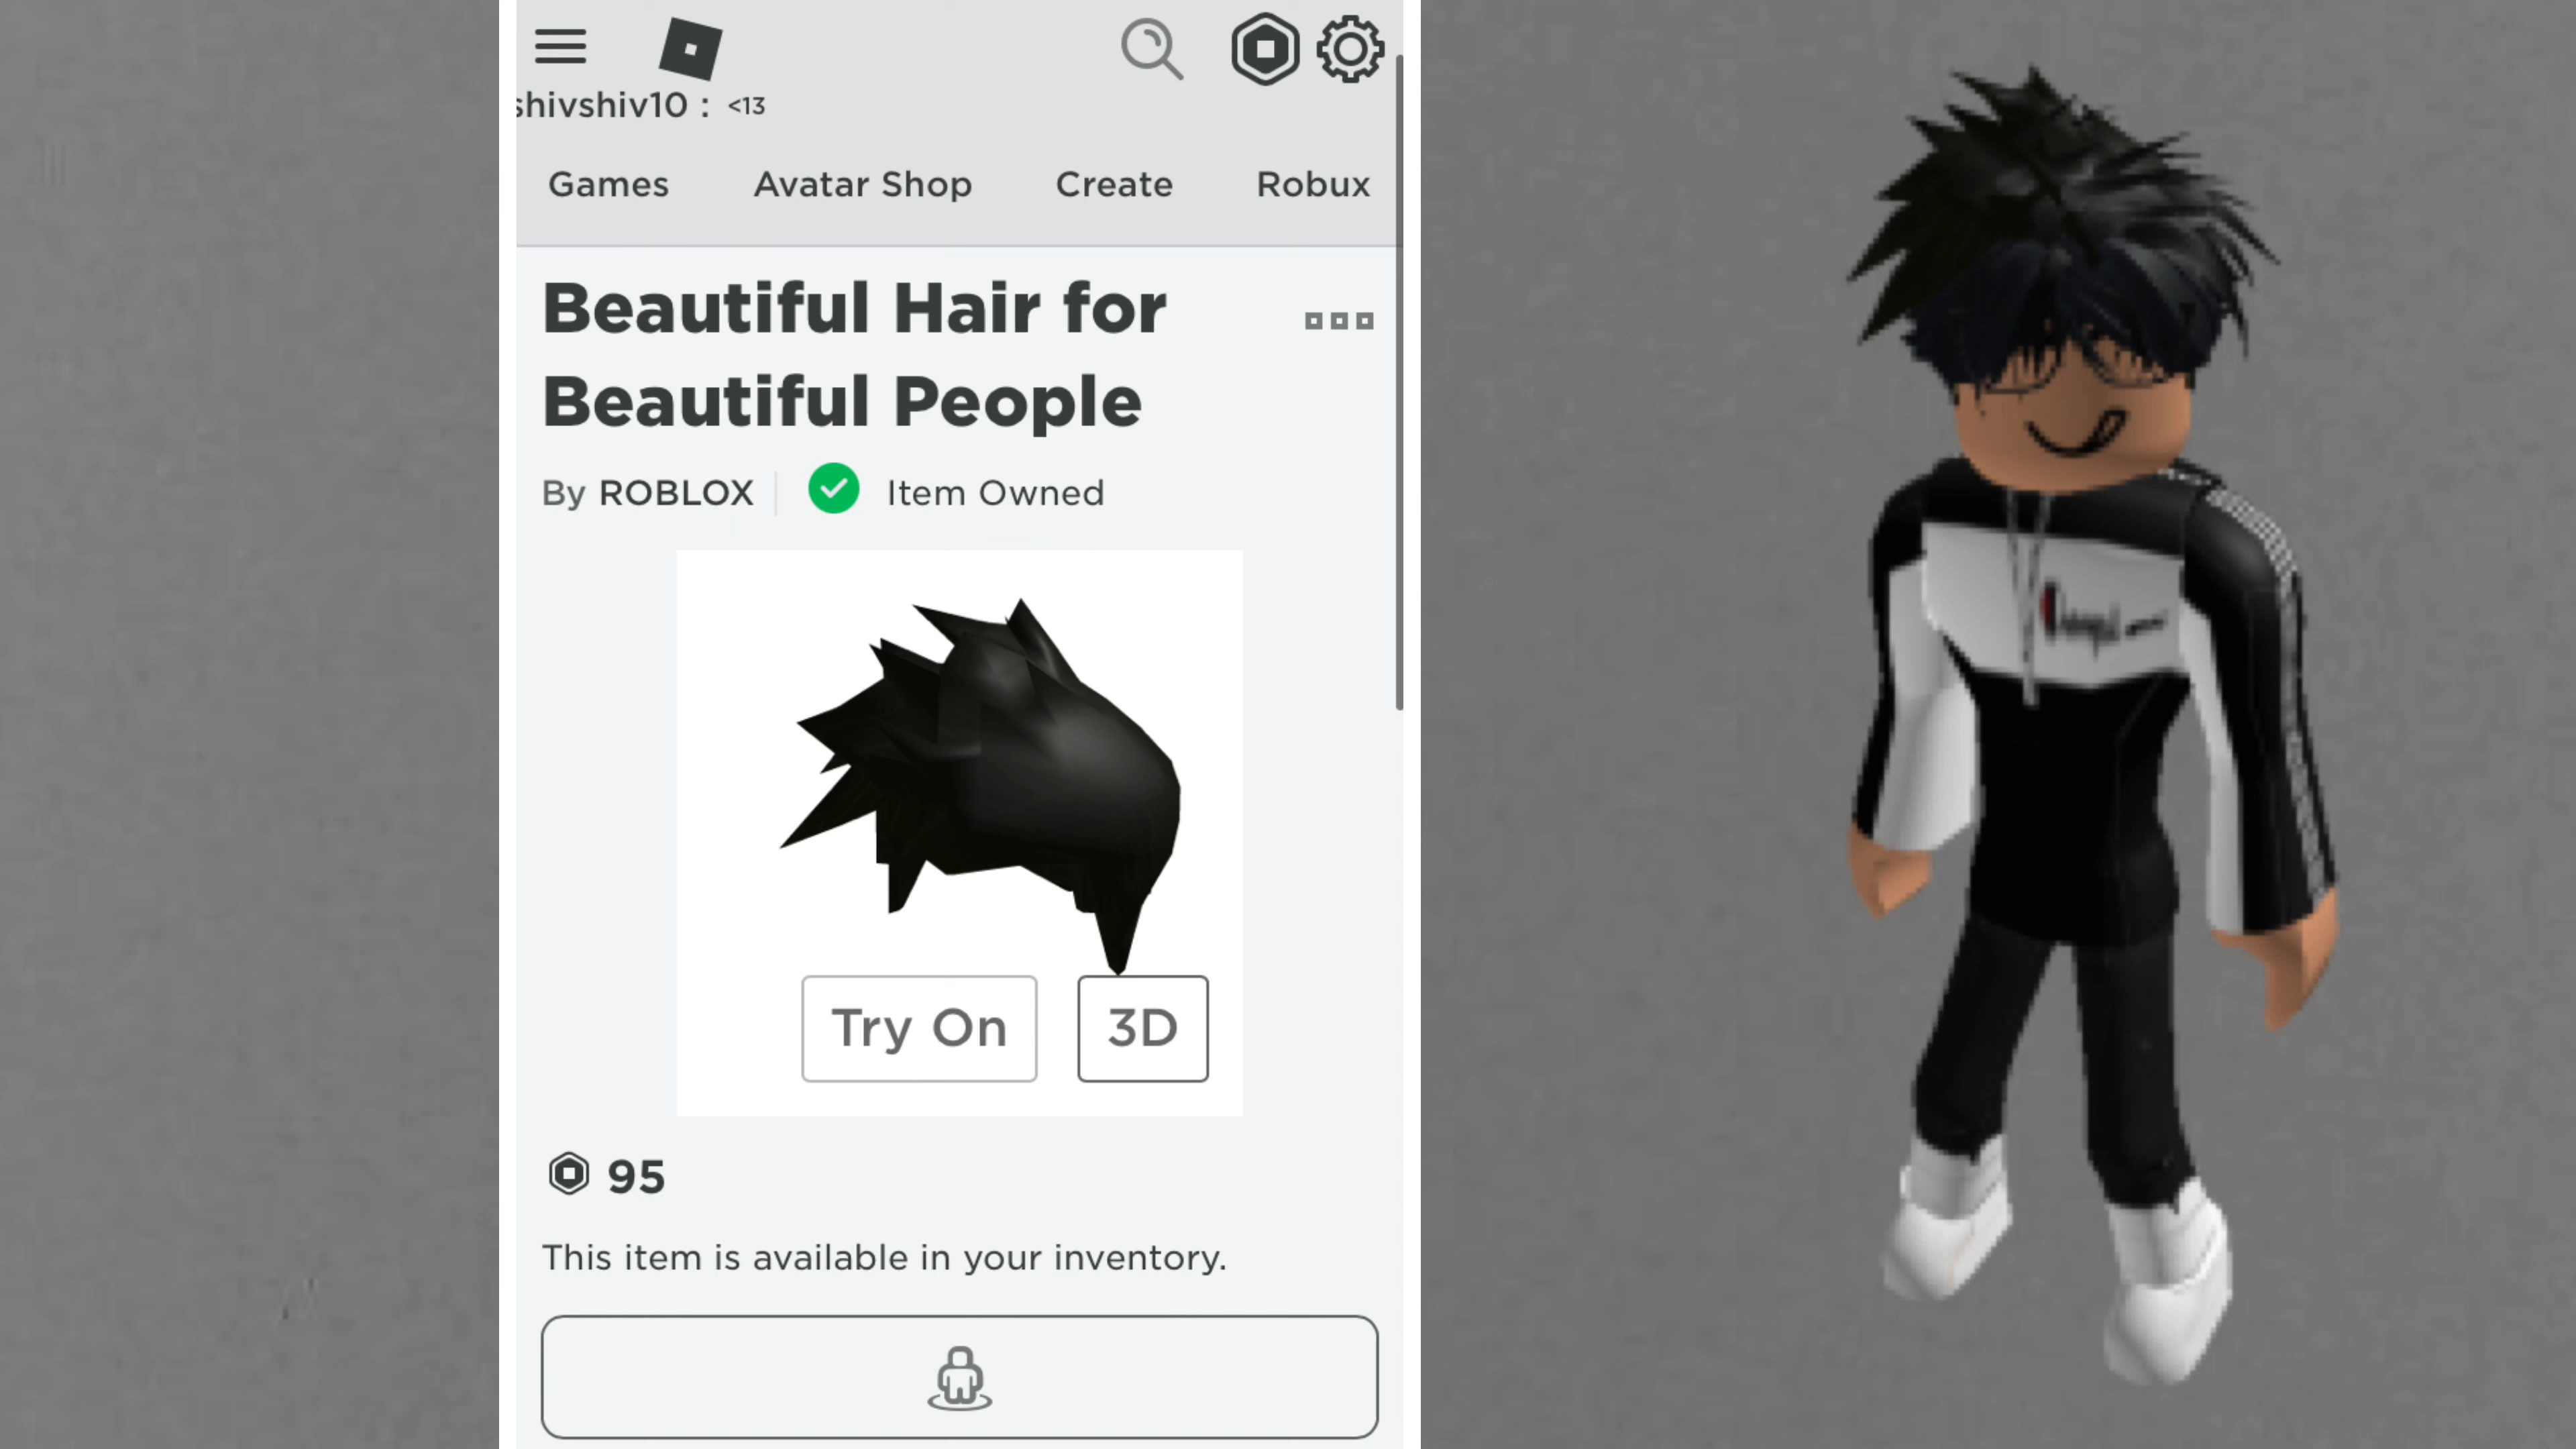 shivshiv10 : <13
Games Avatar Shop Create Robux
Beautiful Hair for
Beautiful People
By ROBLOX Item Owned
Try On 3D
95
This item is available in your inventory.